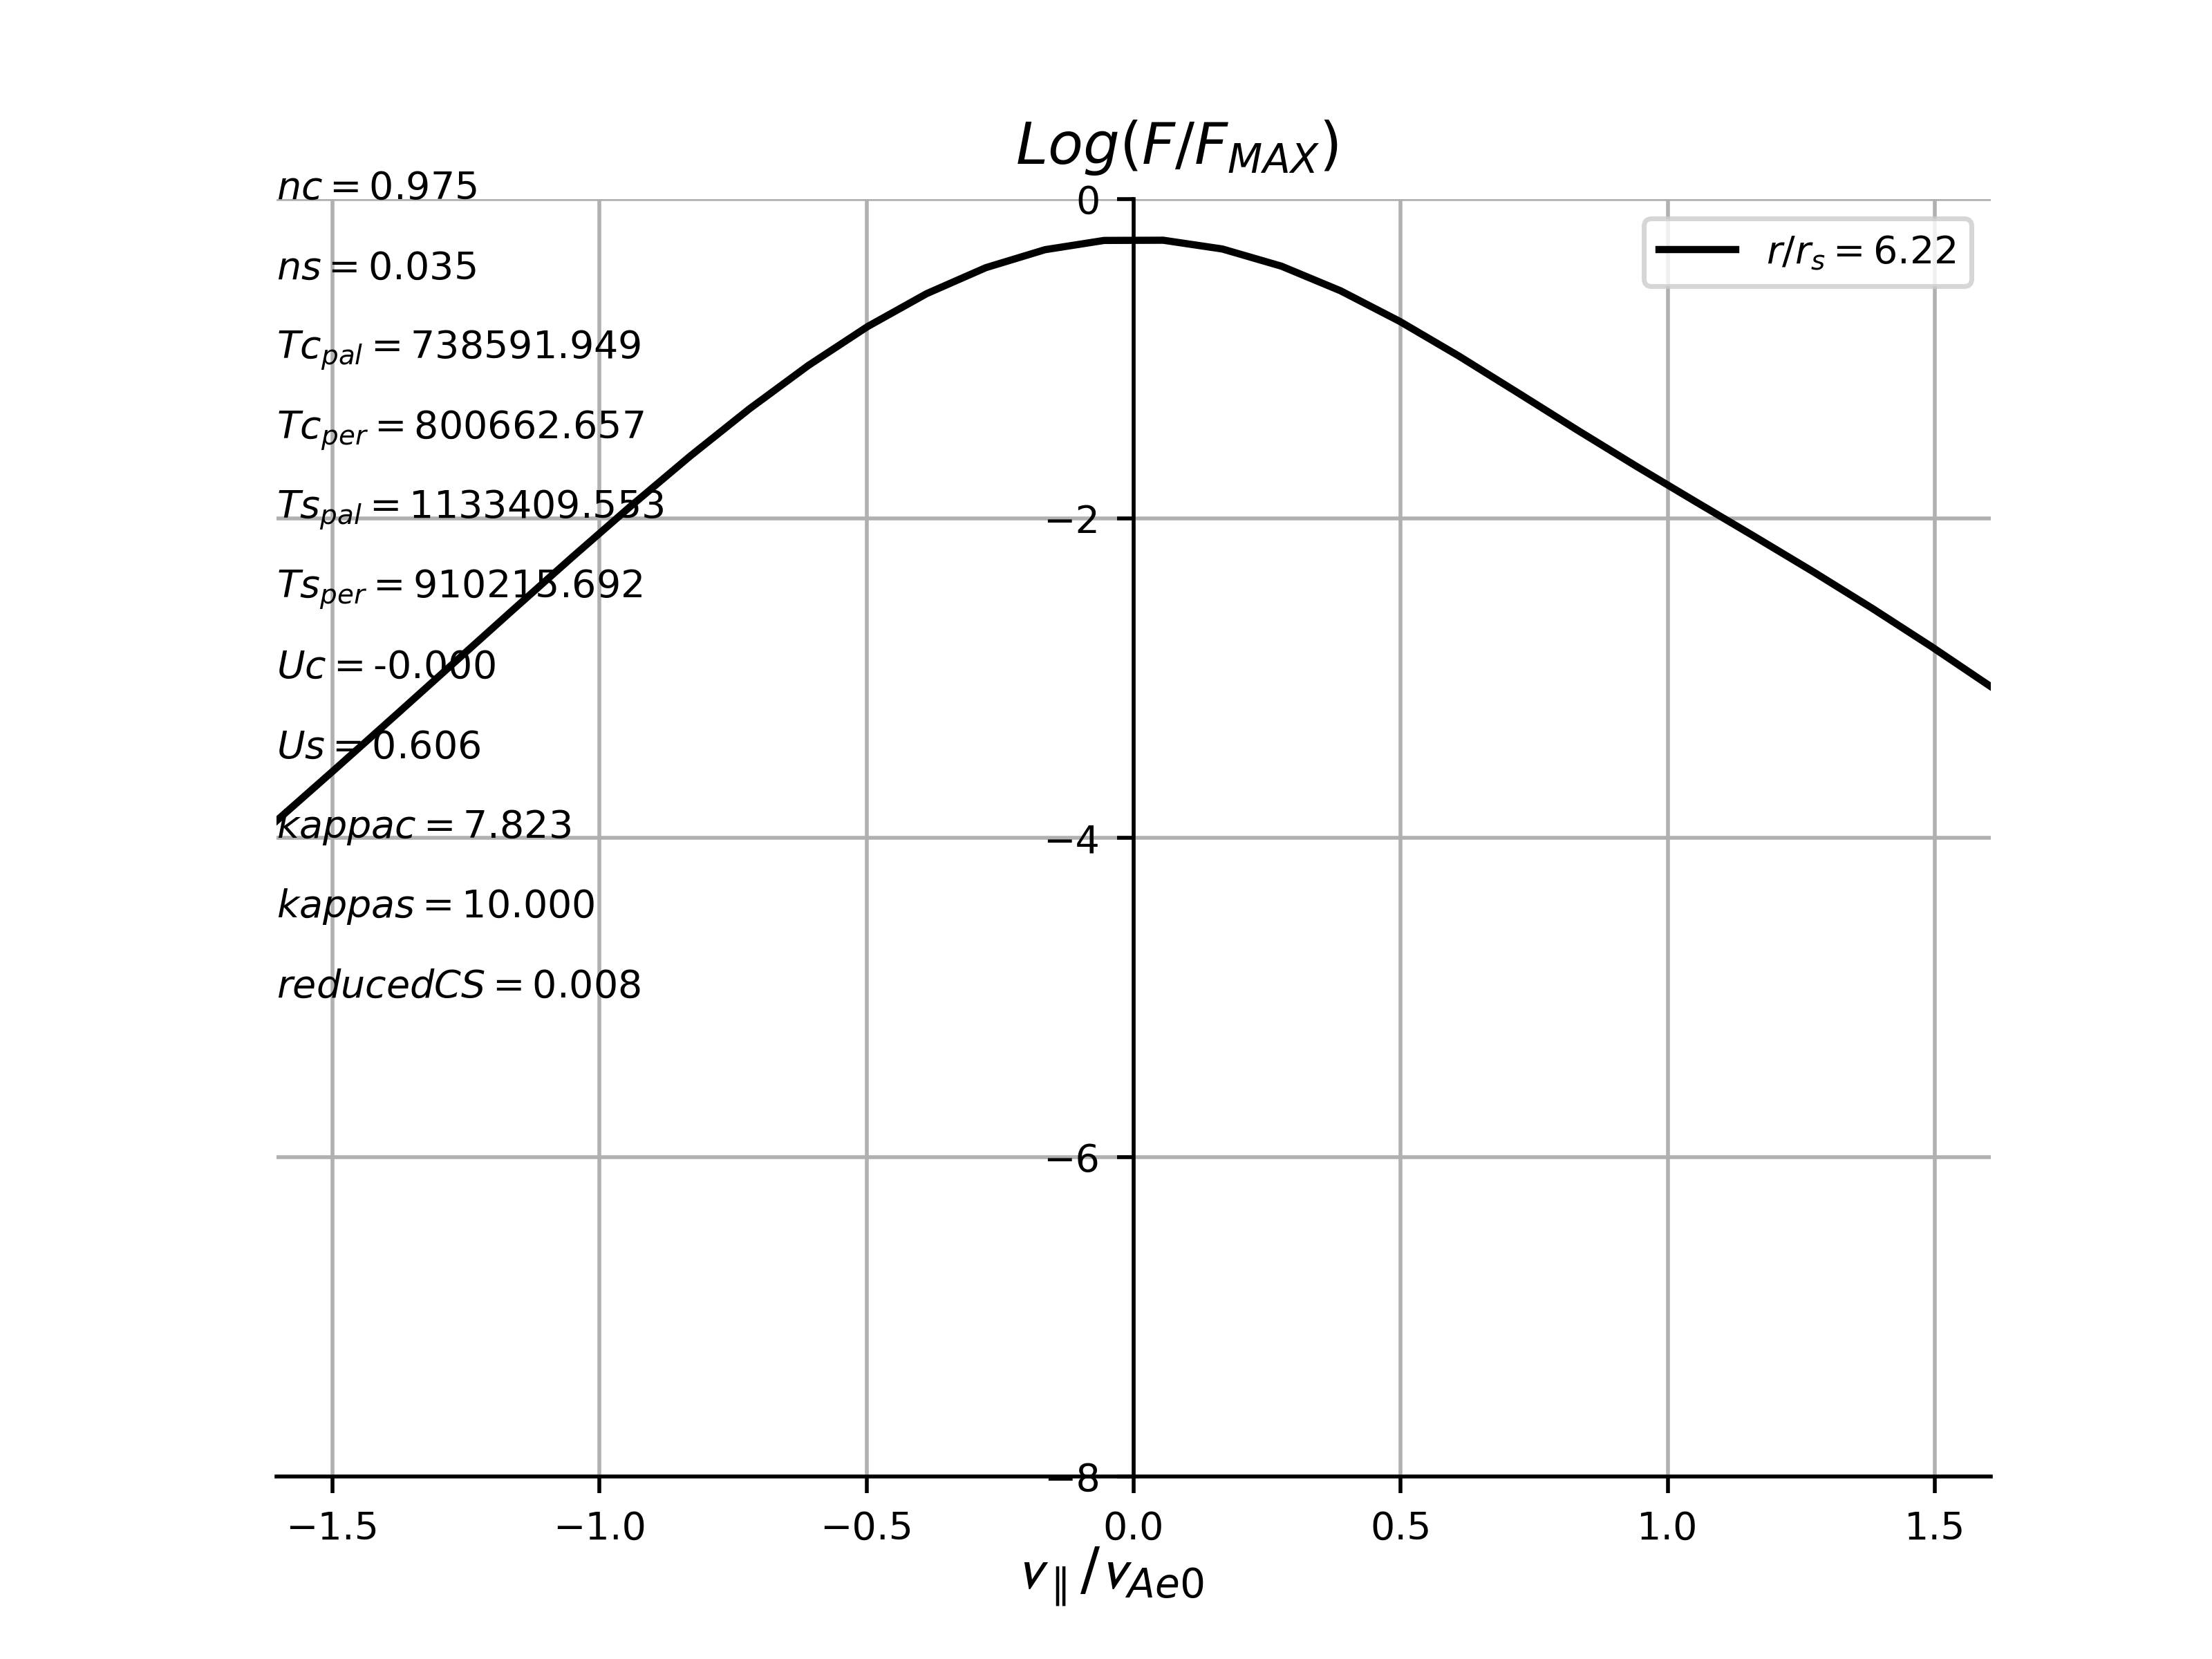 Log(F/F_MAX)
nc = 0.975
ns = 0.035
Tc_pal = 738591.949
Tc_per = 800662.657
Ts_pal = 1133409.553
Ts_per = 910215.692
Uc = -0.000
Us = 0.606
kappac = 7.823
kappas = 10.000
reducedCS = 0.008
r/r_s = 6.22
0
−2
−4
−6
−8
−1.5 −1.0 −0.5 0.0 0.5 1.0 1.5
v_∥/v_Ae0